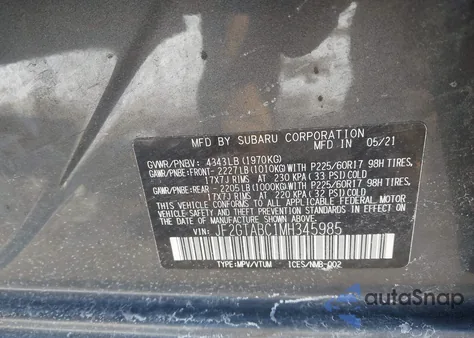 MFD BY SUBARU CORPORATION
MFD IN 05/21
GVWR/PNBV: 4343LB (1970KG)
GAWR/PNBE:FRONT- 2227LB(1010KG)WITH P225/60R17 98H TIRES,
17X7J RIMS AT 230 KPA (33 PSI)COLD
GAWR/PNBE:REAR - 2205LB(1000KG)WITH P225/60R17 98H TIRES,
17X7J RIMS AT 220 KPA (32 PSI)COLD
THIS VEHICLE CONFORMS TO ALL APPLICABLE
FEDERAL MOTOR VEHICLE SAFETY, BUMPER,
AND THEFT PREVENTION STANDARDS IN EFFECT ON
THE DATE OF MANUFACTURE SHOWN ABOVE.
VIN: JF2GTABC1MH345985
TYPE:MPV/VTUM ICES/NMB-002
autoSnap